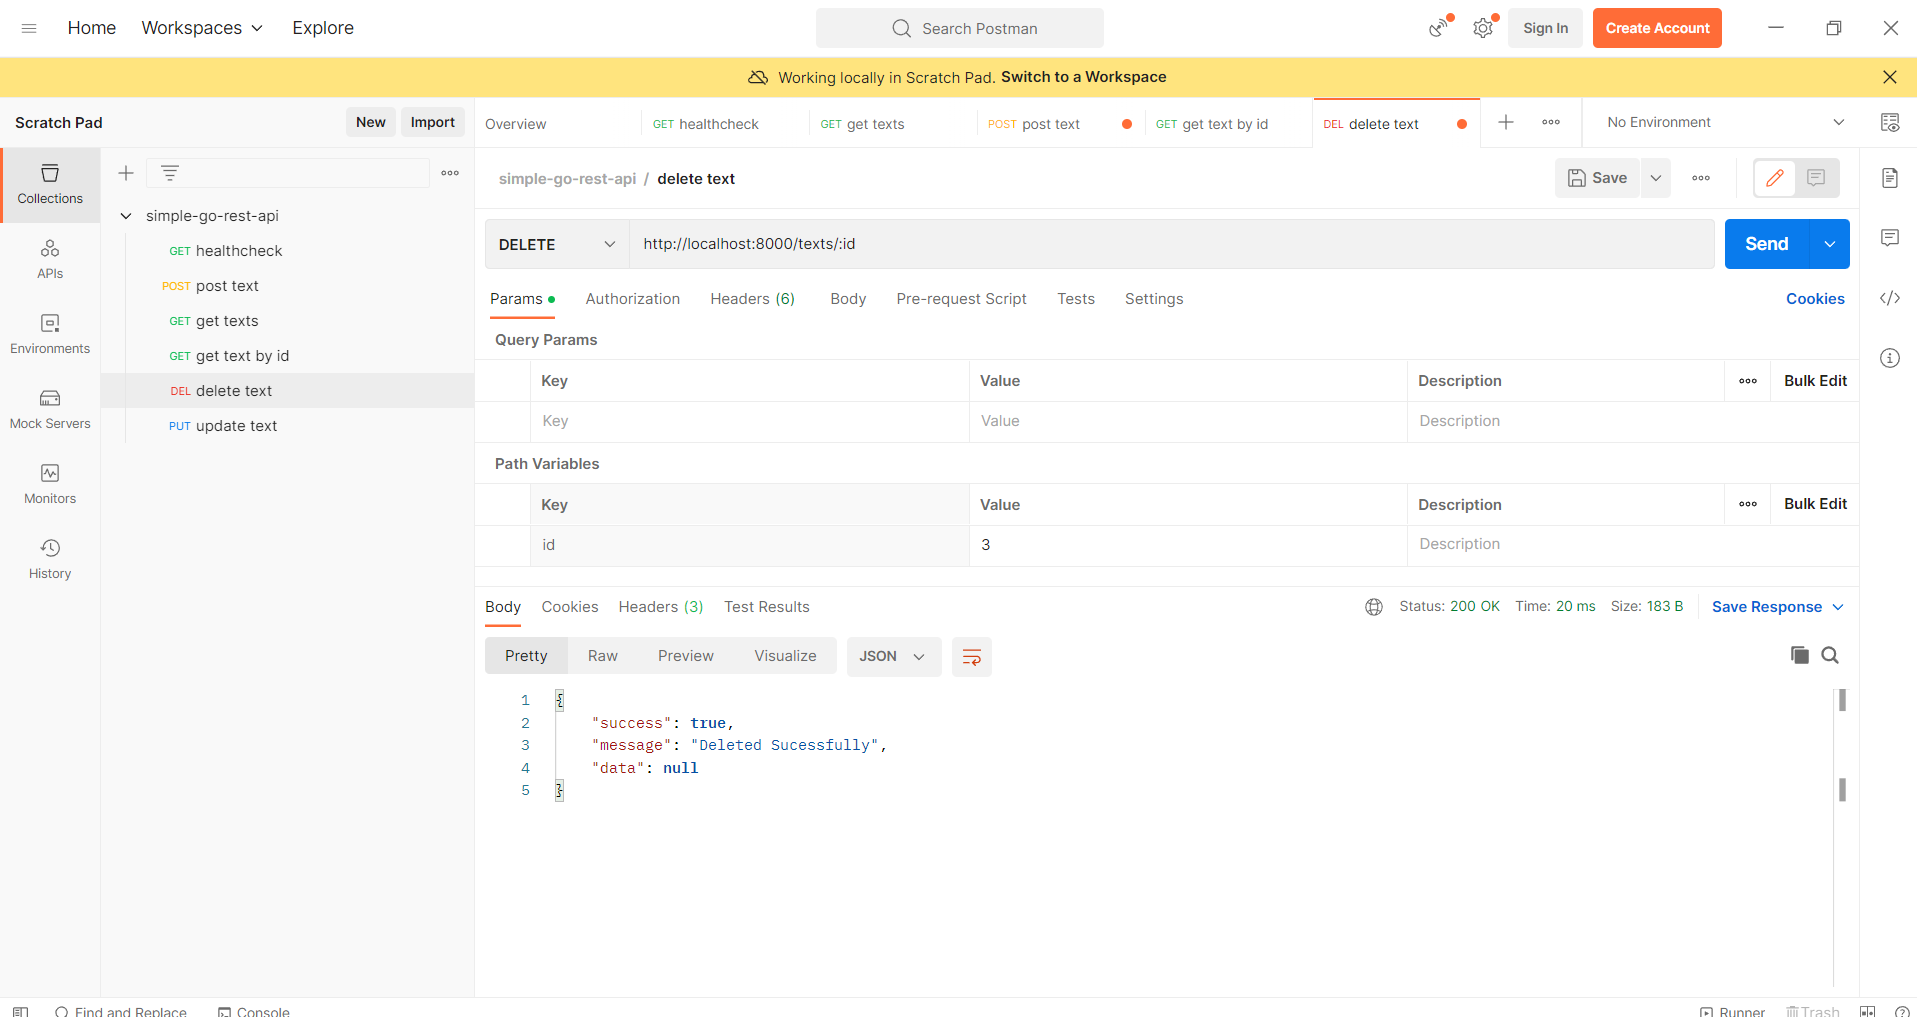 Home Workspaces Explore Search Postman Sign In Create Account
Working locally in Scratch Pad. Switch to a Workspace
Scratch Pad New Import Overview GET healthcheck GET get texts POST post text GET get text by id DEL delete text No Environment
Collections
APIs
Environments
Mock Servers
Monitors
History
simple-go-rest-api
GET healthcheck
POST post text
GET get texts
GET get text by id
DEL delete text
PUT update text
simple-go-rest-api / delete text Save
DELETE http://localhost:8000/texts/:id Send
Params Authorization Headers (6) Body Pre-request Script Tests Settings Cookies
Query Params
Key Value Description Bulk Edit
Key Value Description
Path Variables
Key Value Description Bulk Edit
id 3 Description
Body Cookies Headers (3) Test Results Status: 200 OK Time: 20 ms Size: 183 B Save Response
Pretty Raw Preview Visualize JSON
1 {
2 "success": true,
3 "message": "Deleted Sucessfully",
4 "data": null
5 }
Find and Replace Console Runner Trash